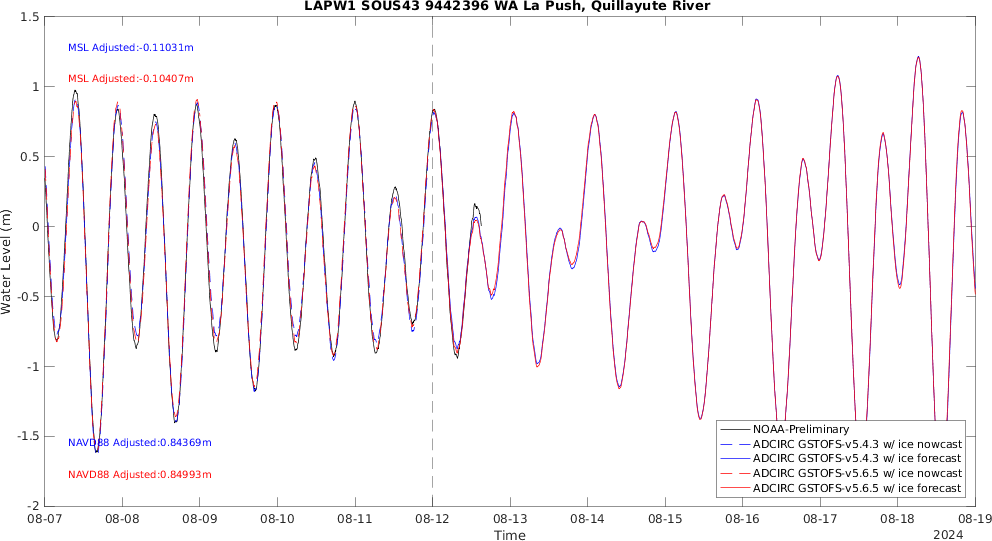 LAPW1 SOUS43 9442396 WA La Push, Quillayute River
1.5
1
0.5
0
-0.5
-1
-1.5
-2
Water Level (m)
MSL Adjusted:-0.11031m
MSL Adjusted:-0.10407m
NAVD88 Adjusted:0.84369m
NAVD88 Adjusted:0.84993m
NOAA-Preliminary
ADCIRC GSTOFS-v5.4.3 w/ ice nowcast
ADCIRC GSTOFS-v5.4.3 w/ ice forecast
ADCIRC GSTOFS-v5.6.5 w/ ice nowcast
ADCIRC GSTOFS-v5.6.5 w/ ice forecast
08-07 08-08 08-09 08-10 08-11 08-12 08-13 08-14 08-15 08-16 08-17 08-18 08-19
Time
2024